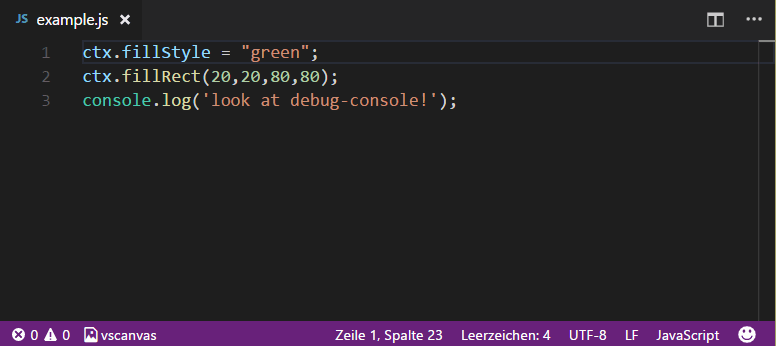 JS example.js
1 ctx.fillStyle = "green";
2 ctx.fillRect(20,20,80,80);
3 console.log('look at debug-console!');
0 0 vscanvas Zeile 1, Spalte 23 Leerzeichen: 4 UTF-8 LF JavaScript